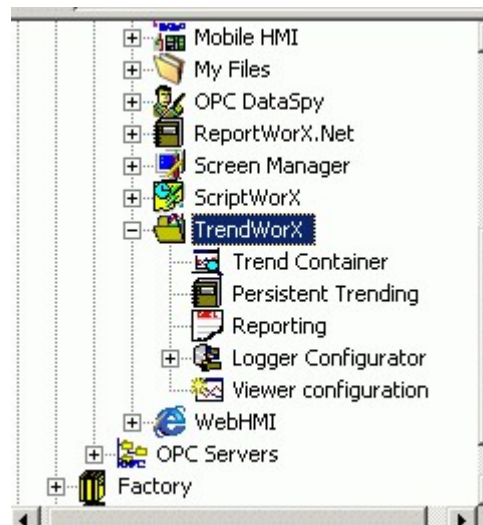 Mobile HMI
My Files
OPC DataSpy
ReportWorX.Net
Screen Manager
ScriptWorX
TrendWorX
Trend Container
Persistent Trending
Reporting
Logger Configurator
Viewer configuration
WebHMI
OPC Servers
Factory